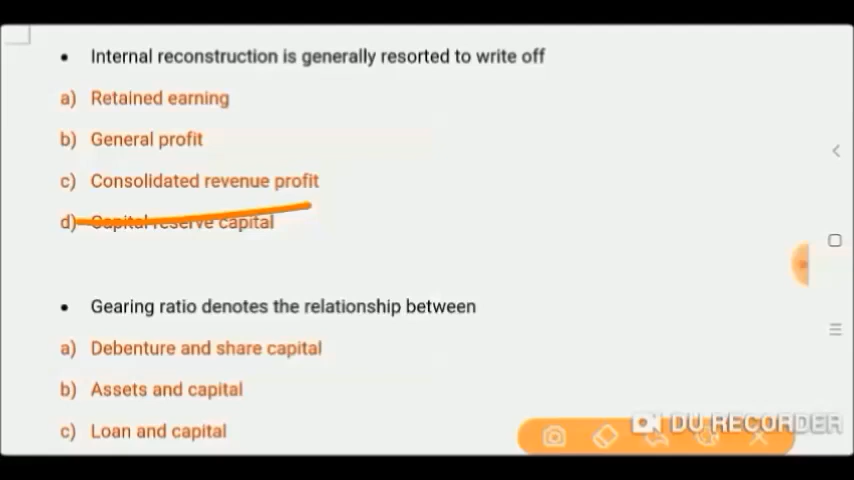 • Internal reconstruction is generally resorted to write off
a) Retained earning
b) General profit
c) Consolidated revenue profit
d) Capital reserve capital
• Gearing ratio denotes the relationship between
a) Debenture and share capital
b) Assets and capital
c) Loan and capital
DU RECORDER